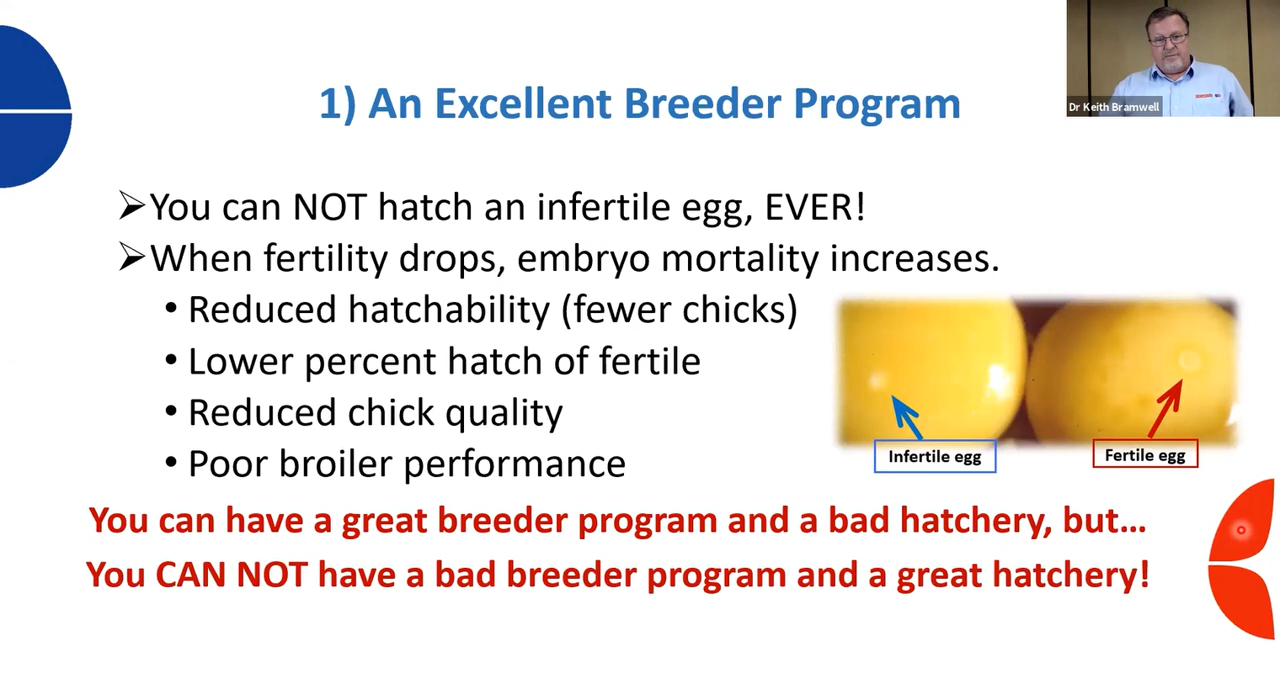 Dr Keith Bramwell
1) An Excellent Breeder Program
➢You can NOT hatch an infertile egg, EVER!
➢When fertility drops, embryo mortality increases.
• Reduced hatchability (fewer chicks)
• Lower percent hatch of fertile
• Reduced chick quality
• Poor broiler performance
Infertile egg
Fertile egg
You can have a great breeder program and a bad hatchery, but...
You CAN NOT have a bad breeder program and a great hatchery!